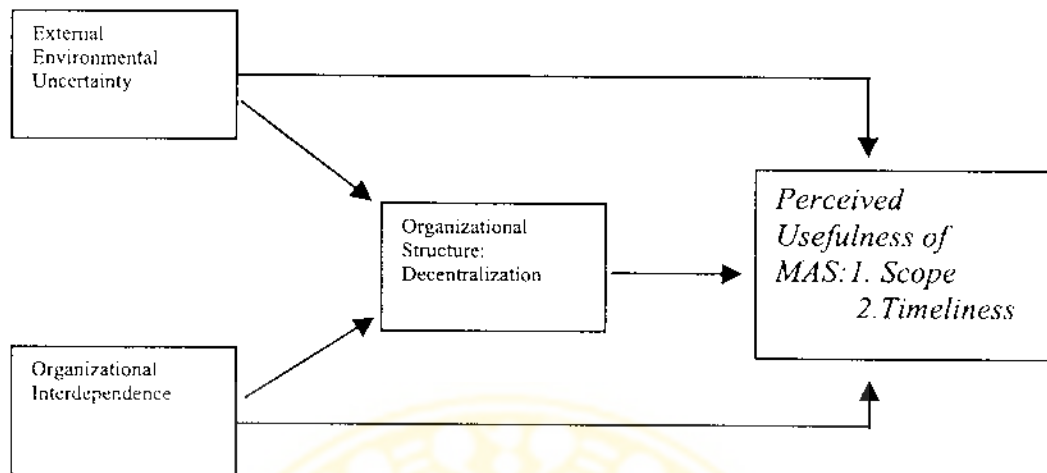 External
Environmental
Uncertainty
Organizational
Structure:
Decentralization
Perceived
Usefulness of
MAS:1. Scope
2.Timeliness
Organizational
Interdependence